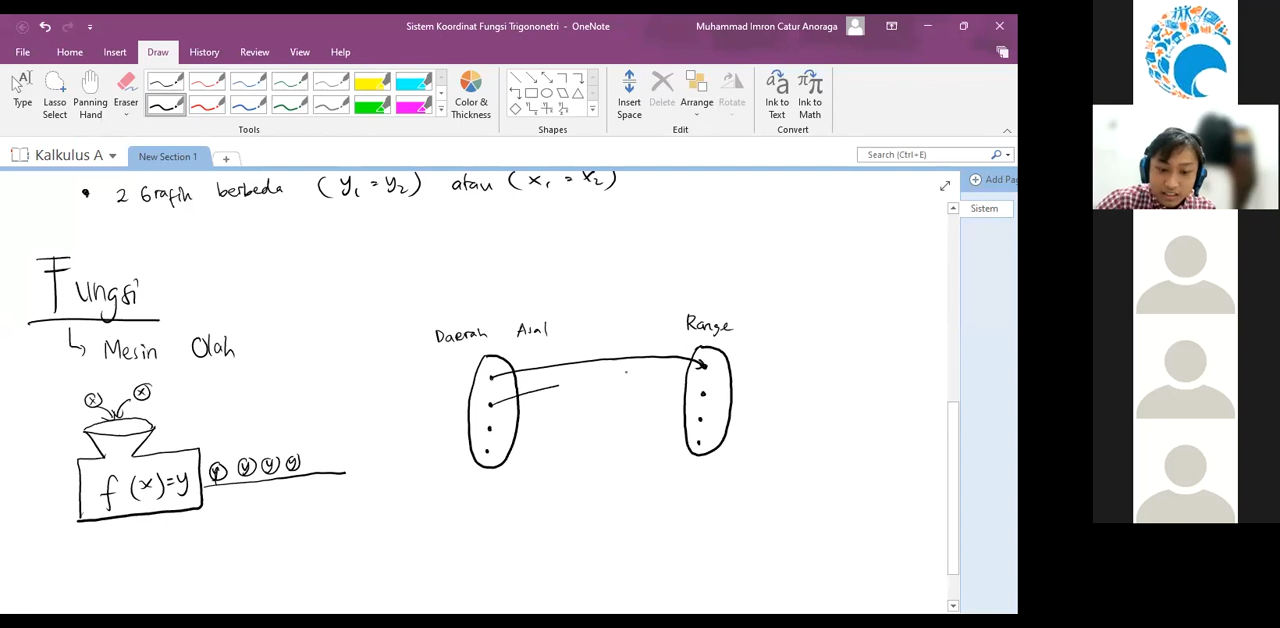 Sistem Koordinat Fungsi Trigononetri - OneNote
Muhammad Imron Catur Anoraga
File Home Insert Draw History Review View Help
Type
Lasso Select
Panning Hand
Eraser
Color & Thickness
Insert Space
Delete
Arrange
Rotate
Ink to Text
Ink to Math
Tools
Shapes
Edit
Convert
Kalkulus A
New Section 1
Search (Ctrl+E)
Add Pag
Sistem
• 2 Grafik berbeda (y₁ = y₂) atau (x₁ = x₂)
Fungsi
↳ Mesin Olah
x x
f(x)=y
y y y y
Daerah Asal
Range